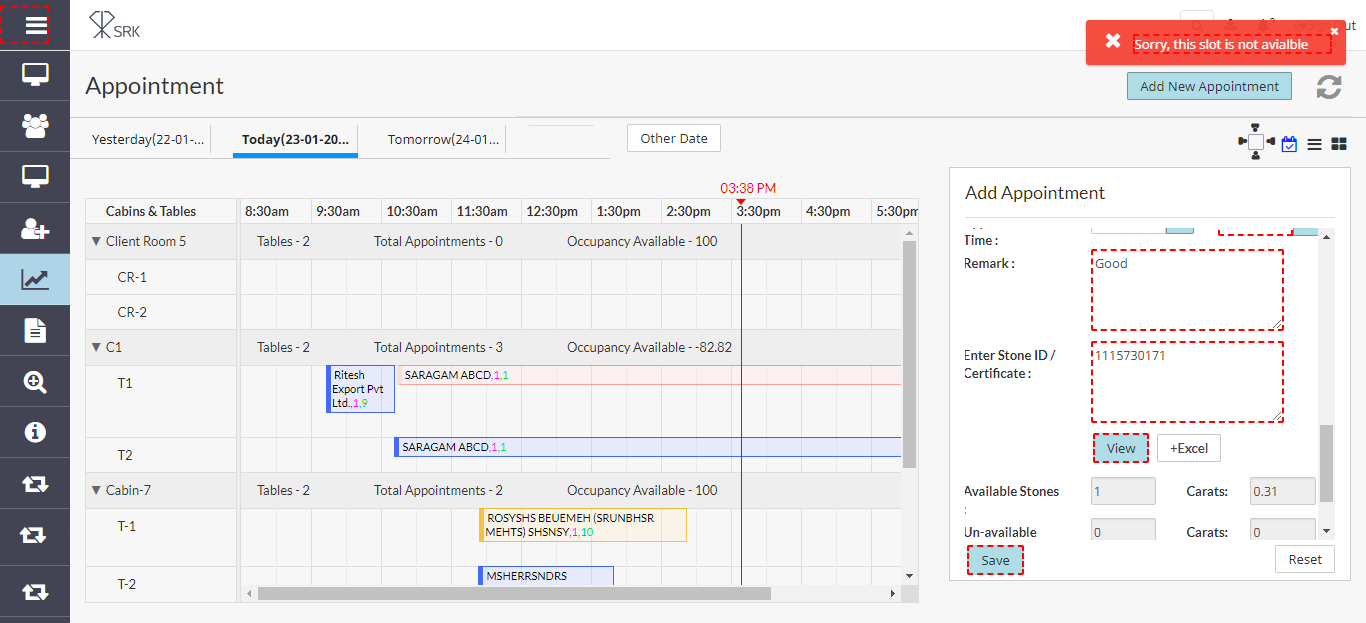 SRK
Sorry, this slot is not avialble
Appointment
Add New Appointment
Yesterday(22-01-...
Today(23-01-20...
Tomorrow(24-01...
Other Date
03:38 PM
Cabins & Tables
8:30am 9:30am 10:30am 11:30am 12:30pm 1:30pm 2:30pm 3:30pm 4:30pm 5:30pm
Client Room 5 Tables - 2 Total Appointments - 0 Occupancy Available - 100
CR-1
CR-2
C1 Tables - 2 Total Appointments - 3 Occupancy Available - -82.82
T1
Ritesh
Export Pvt
Ltd.,1,9
SARAGAM ABCD,1,1
T2
SARAGAM ABCD,1,1
Cabin-7 Tables - 2 Total Appointments - 2 Occupancy Available - 100
T-1
ROSYSHS BEUEMEH (SRUNBHSR
MEHTS) SHSNSY,1,10
T-2
MSHERRSNDRS
Add Appointment
Time :
Remark :
Good
Enter Stone ID /
Certificate :
1115730171
View
+Excel
Available Stones
:
1
Carats:
0.31
Un-available
0
Carats:
0
Save
Reset